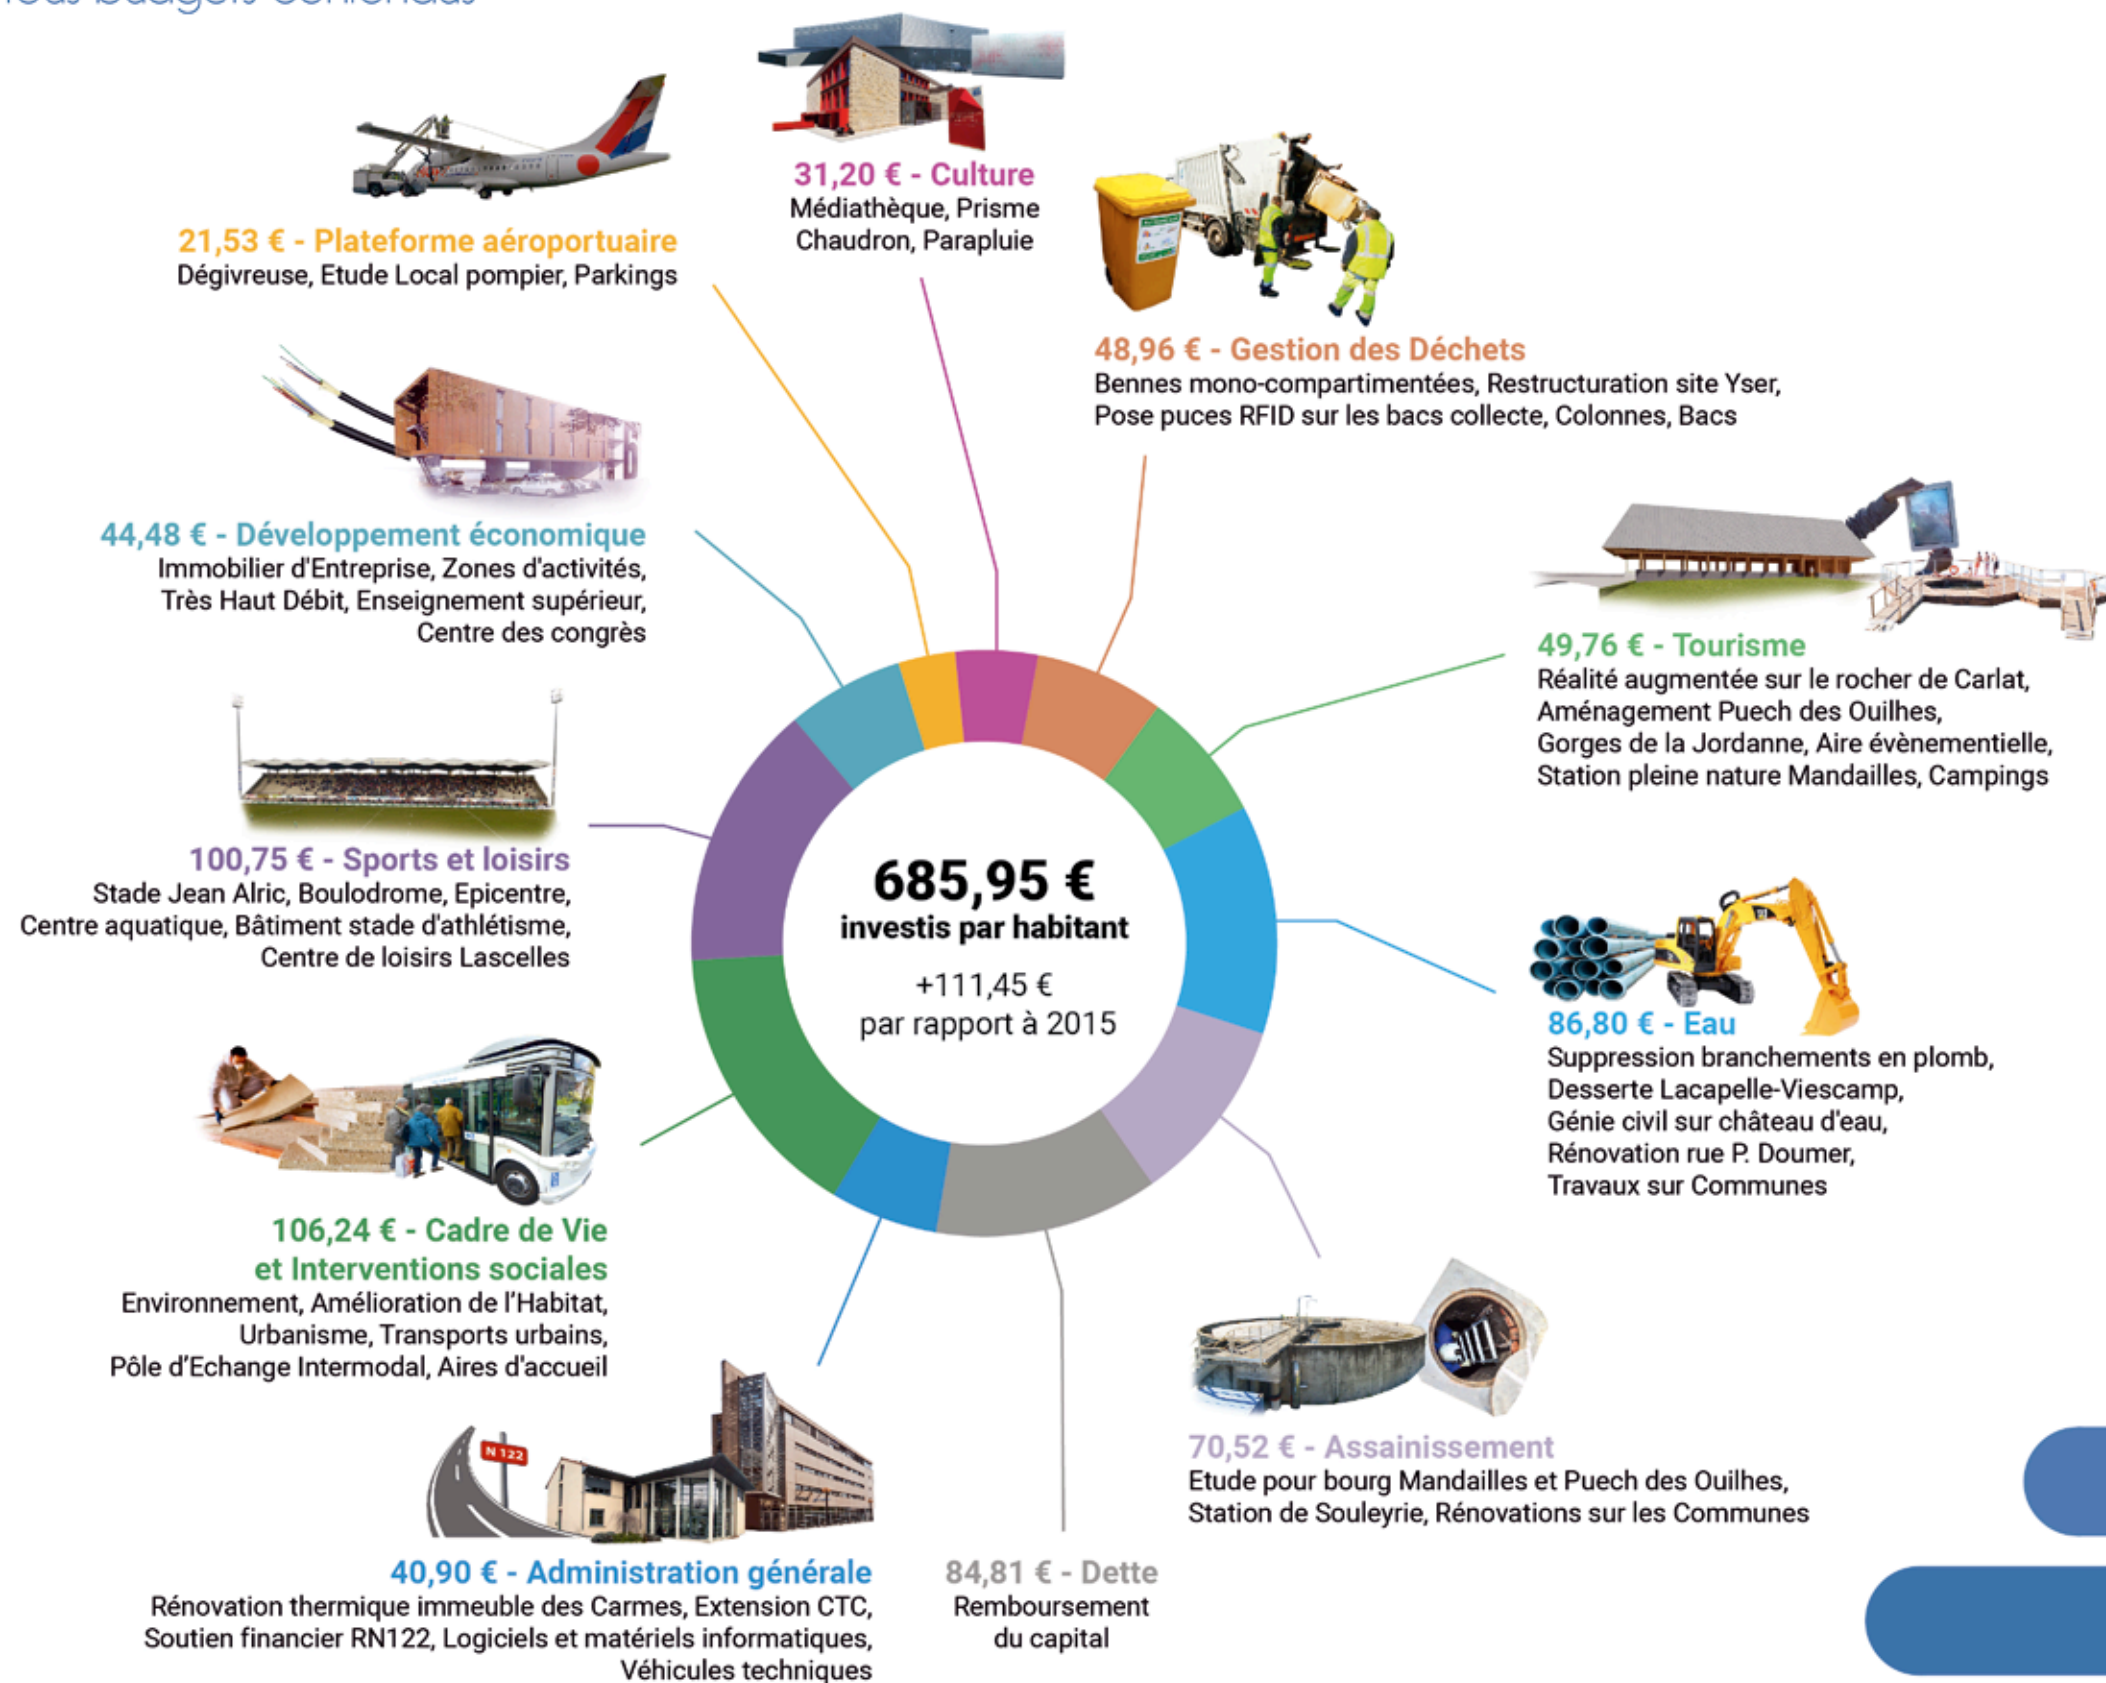 tous budgets confondus
31,20 € - Culture
Médiathèque, Prisme
Chaudron, Parapluie
21,53 € - Plateforme aéroportuaire
Dégivreuse, Etude Local pompier, Parkings
48,96 € - Gestion des Déchets
Bennes mono-compartimentées, Restructuration site Yser,
Pose puces RFID sur les bacs collecte, Colonnes, Bacs
44,48 € - Développement économique
Immobilier d'Entreprise, Zones d'activités,
Très Haut Débit, Enseignement supérieur,
Centre des congrès
49,76 € - Tourisme
Réalité augmentée sur le rocher de Carlat,
Aménagement Puech des Ouilhes,
Gorges de la Jordanne, Aire évènementielle,
Station pleine nature Mandailles, Campings
100,75 € - Sports et loisirs
Stade Jean Alric, Boulodrome, Epicentre,
Centre aquatique, Bâtiment stade d'athlétisme,
Centre de loisirs Lascelles
685,95 €
investis par habitant
+111,45 €
par rapport à 2015
86,80 € - Eau
Suppression branchements en plomb,
Desserte Lacapelle-Viescamp,
Génie civil sur château d'eau,
Rénovation rue P. Doumer,
Travaux sur Communes
106,24 € - Cadre de Vie
et Interventions sociales
Environnement, Amélioration de l'Habitat,
Urbanisme, Transports urbains,
Pôle d'Echange Intermodal, Aires d'accueil
70,52 € - Assainissement
Etude pour bourg Mandailles et Puech des Ouilhes,
Station de Souleyrie, Rénovations sur les Communes
N 122
40,90 € - Administration générale
Rénovation thermique immeuble des Carmes, Extension CTC,
Soutien financier RN122, Logiciels et matériels informatiques,
Véhicules techniques
84,81 € - Dette
Remboursement
du capital